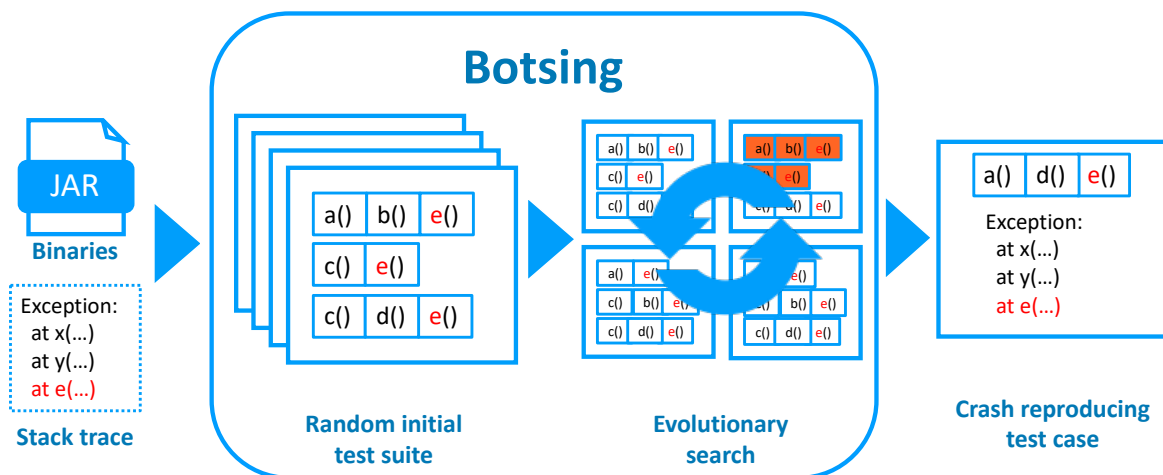 Botsing
JAR
Binaries
Exception:
at x(...)
at y(...)
at e(...)
Stack trace
a() b() e()
c() e()
c() d() e()
Random initial
test suite
a() b() e()
c() e()
c() d()
a() b() e()
e()
d() e()
a() e()
c() b() e()
c() d() e()
e()
b() e()
c() d() e()
Evolutionary
search
a() d() e()
Exception:
at x(...)
at y(...)
at e(...)
Crash reproducing
test case